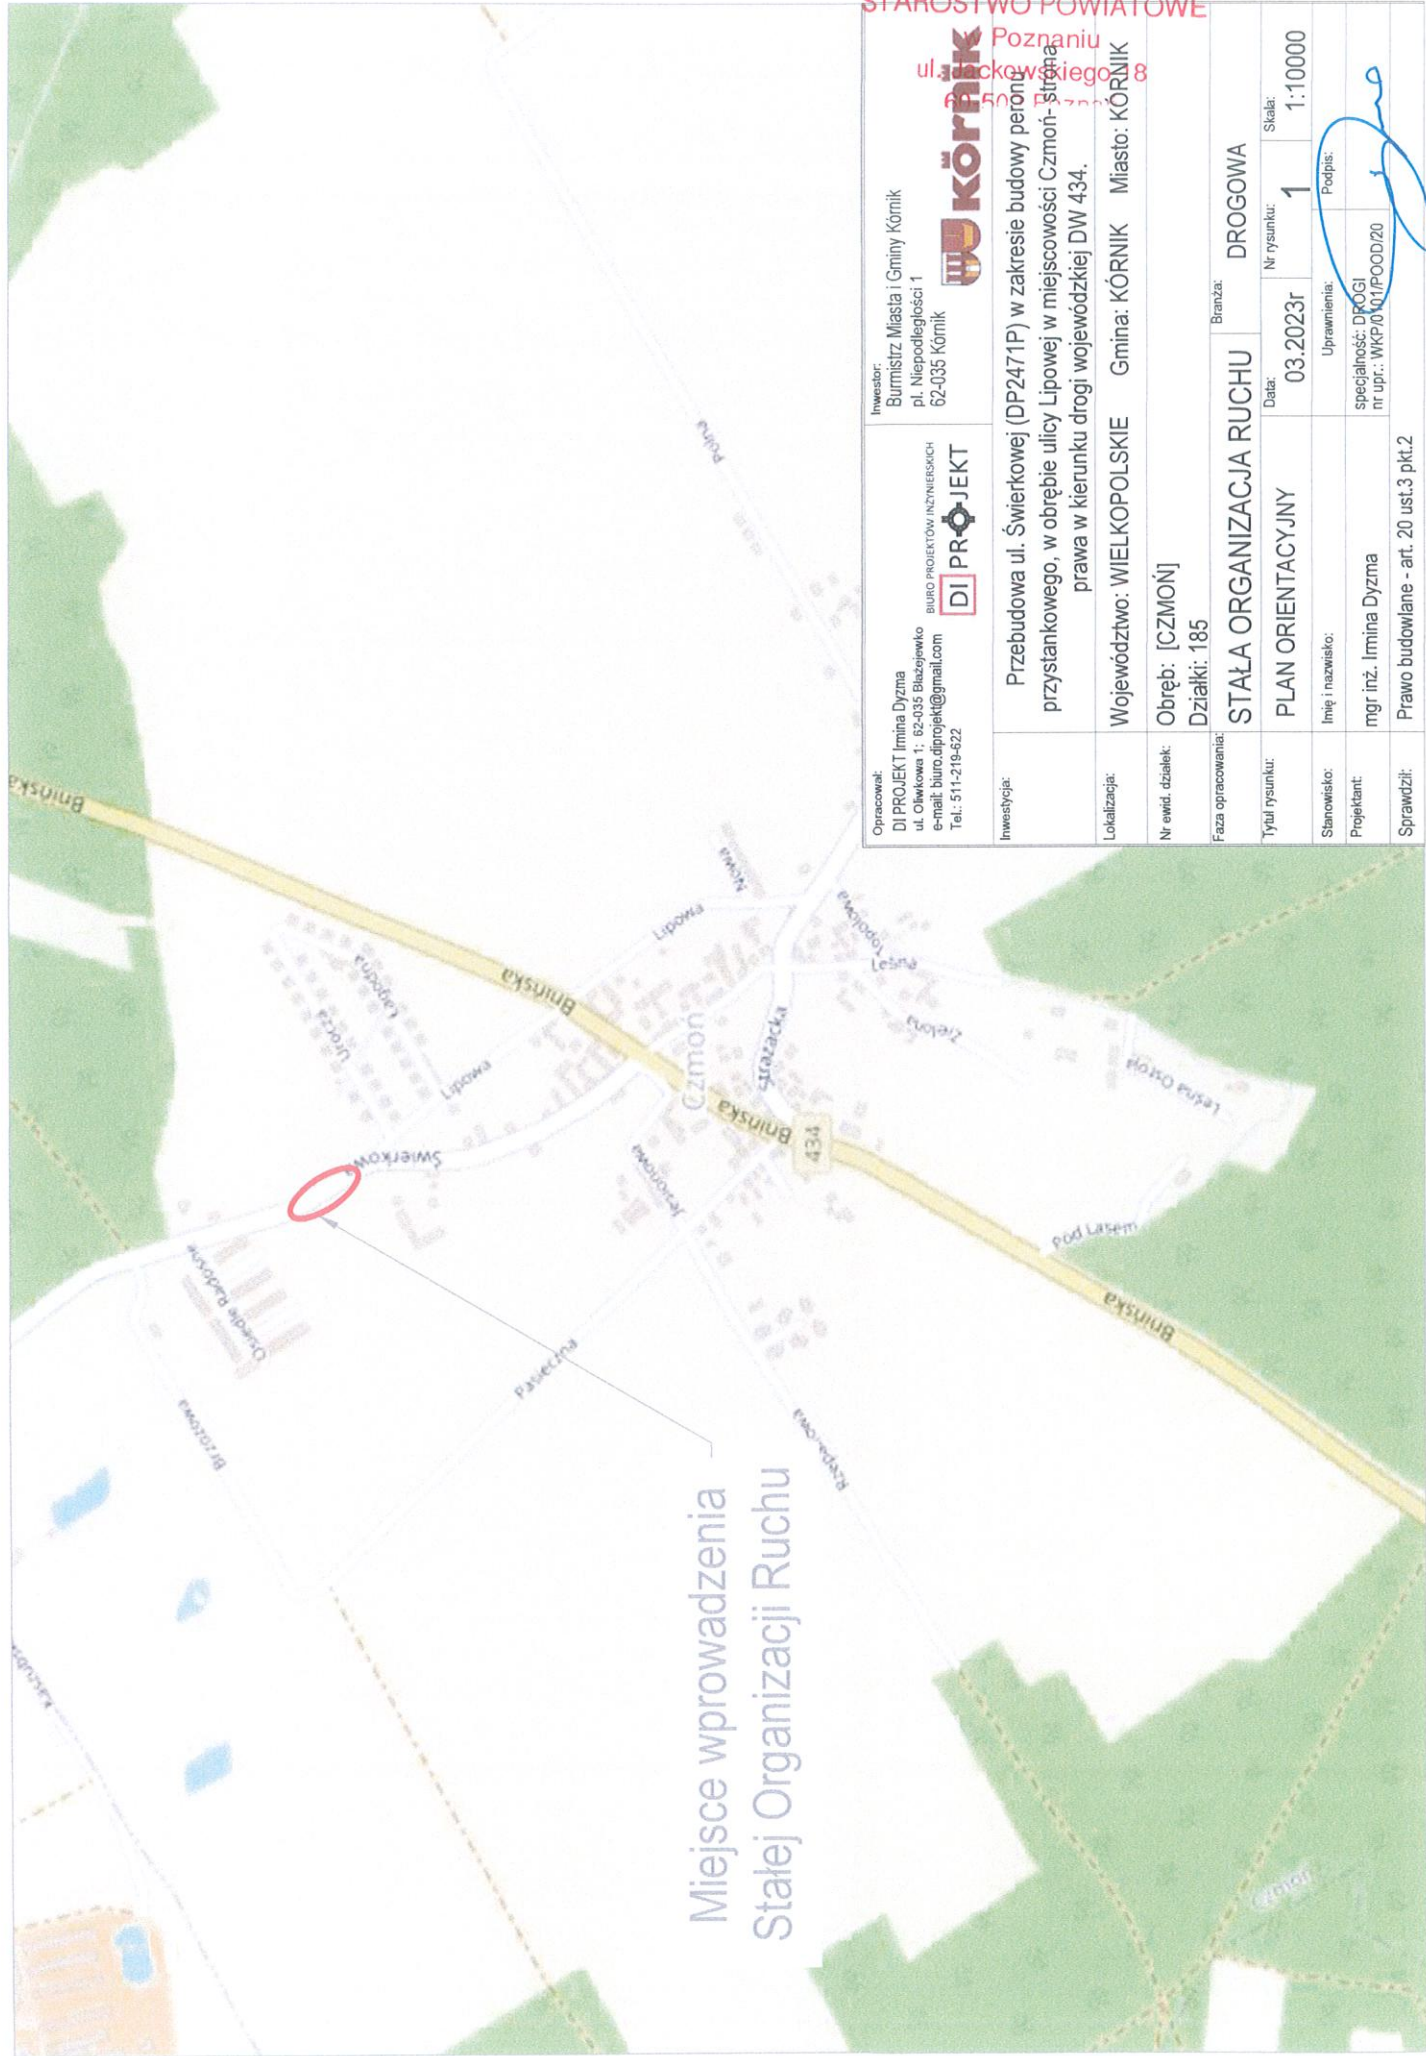 STAROSTWO POWIATOWE
w Poznaniu
ul. Jackowskiego 18
Opracował:
DI PROJEKT Irmina Dyzma
ul. Oliwkowa 1; 62-035 Błażejewko
e-mail: biuro.diprojekt@gmail.com
Tel.: 511-219-622
BIURO PROJEKTÓW INŻYNIERSKICH
DI PROJEKT
Inwestor:
Burmistrz Miasta i Gminy Kórnik
pl. Niepodległości 1
62-035 Kórnik
KÓRNIK
Inwestycja:
Przebudowa ul. Świerkowej (DP2471P) w zakresie budowy peronu
przystankowego, w obrębie ulicy Lipowej w miejscowości Czmoń- strona
prawa w kierunku drogi wojewódzkiej DW 434.
Lokalizacja:
Województwo: WIELKOPOLSKIE Gmina: KÓRNIK Miasto: KÓRNIK
Nr ewid. działek:
Obręb: [CZMOŃ]
Działki: 185
Faza opracowania:
STAŁA ORGANIZACJA RUCHU
Branża:
DROGOWA
Tytuł rysunku:
PLAN ORIENTACYJNY
Data:
03.2023r
Nr rysunku:
1
Skala:
1:10000
Stanowisko:
Imię i nazwisko:
Uprawnienia:
Podpis:
Projektant:
mgr inż. Irmina Dyzma
specjalność: DROGI
nr upr.: WKP/0101/POOD/20
Sprawdził:
Prawo budowlane - art. 20 ust.3 pkt.2
Miejsce wprowadzenia
Stałej Organizacji Ruchu
Bnińska
Bnińska
Bnińska
Bnińska
434
Czmoń
Polna
Nowa
Lipowa
Lipowa
Łagodna
Urocza
Świerkowa
Osiedle Radosne
Brzozowa
Pasieczna
Jesionowa
Strażacka
Topolowa
Leśna
Zielona
Leśna Ostoja
Pod Lasem